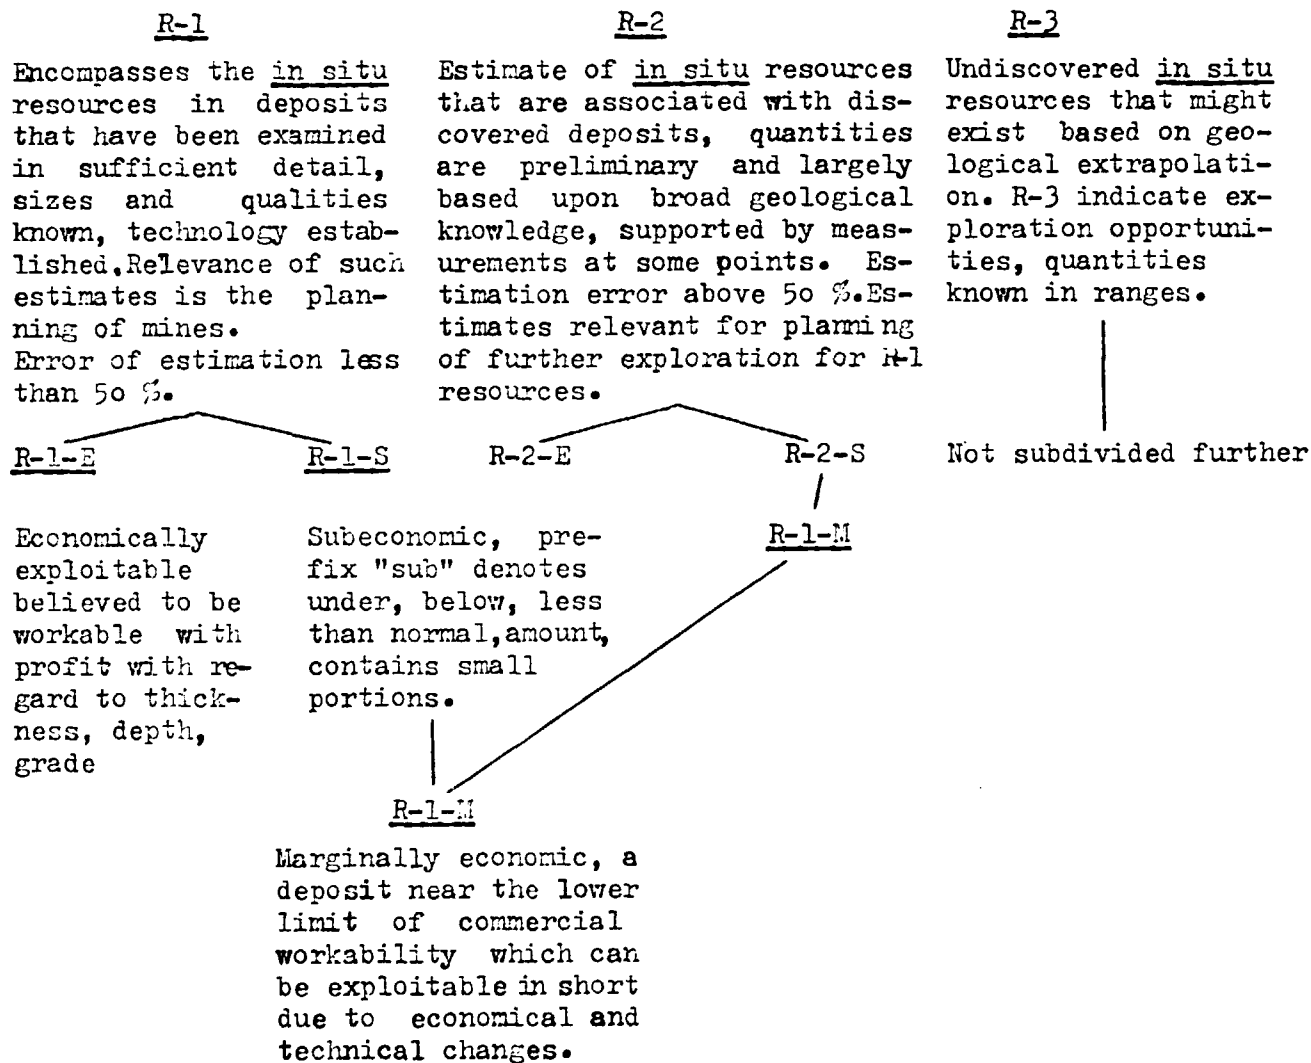 R-1
Encompasses the in situ
resources in deposits
that have been examined
in sufficient detail,
sizes and qualities
known, technology estab-
lished.Relevance of such
estimates is the plan-
ning of mines.
Error of estimation less
than 5o %.
R-2
Estimate of in situ resources
that are associated with dis-
covered deposits, quantities
are preliminary and largely
based upon broad geological
knowledge, supported by meas-
urements at some points. Es-
timation error above 5o %.Es-
timates relevant for planning
of further exploration for R-1
resources.
R-3
Undiscovered in situ
resources that might
exist based on geo-
logical extrapolati-
on. R-3 indicate ex-
ploration opportuni-
ties, quantities
known in ranges.
R-1-E
R-1-S
R-2-E
R-2-S
Not subdivided further
Economically
exploitable
believed to be
workable with
profit with re-
gard to thick-
ness, depth,
grade
Subeconomic, pre-
fix "sub" denotes
under, below, less
than normal,amount,
contains small
portions.
R-1-M
R-1-M
Marginally economic, a
deposit near the lower
limit of commercial
workability which can
be exploitable in short
due to economical and
technical changes.